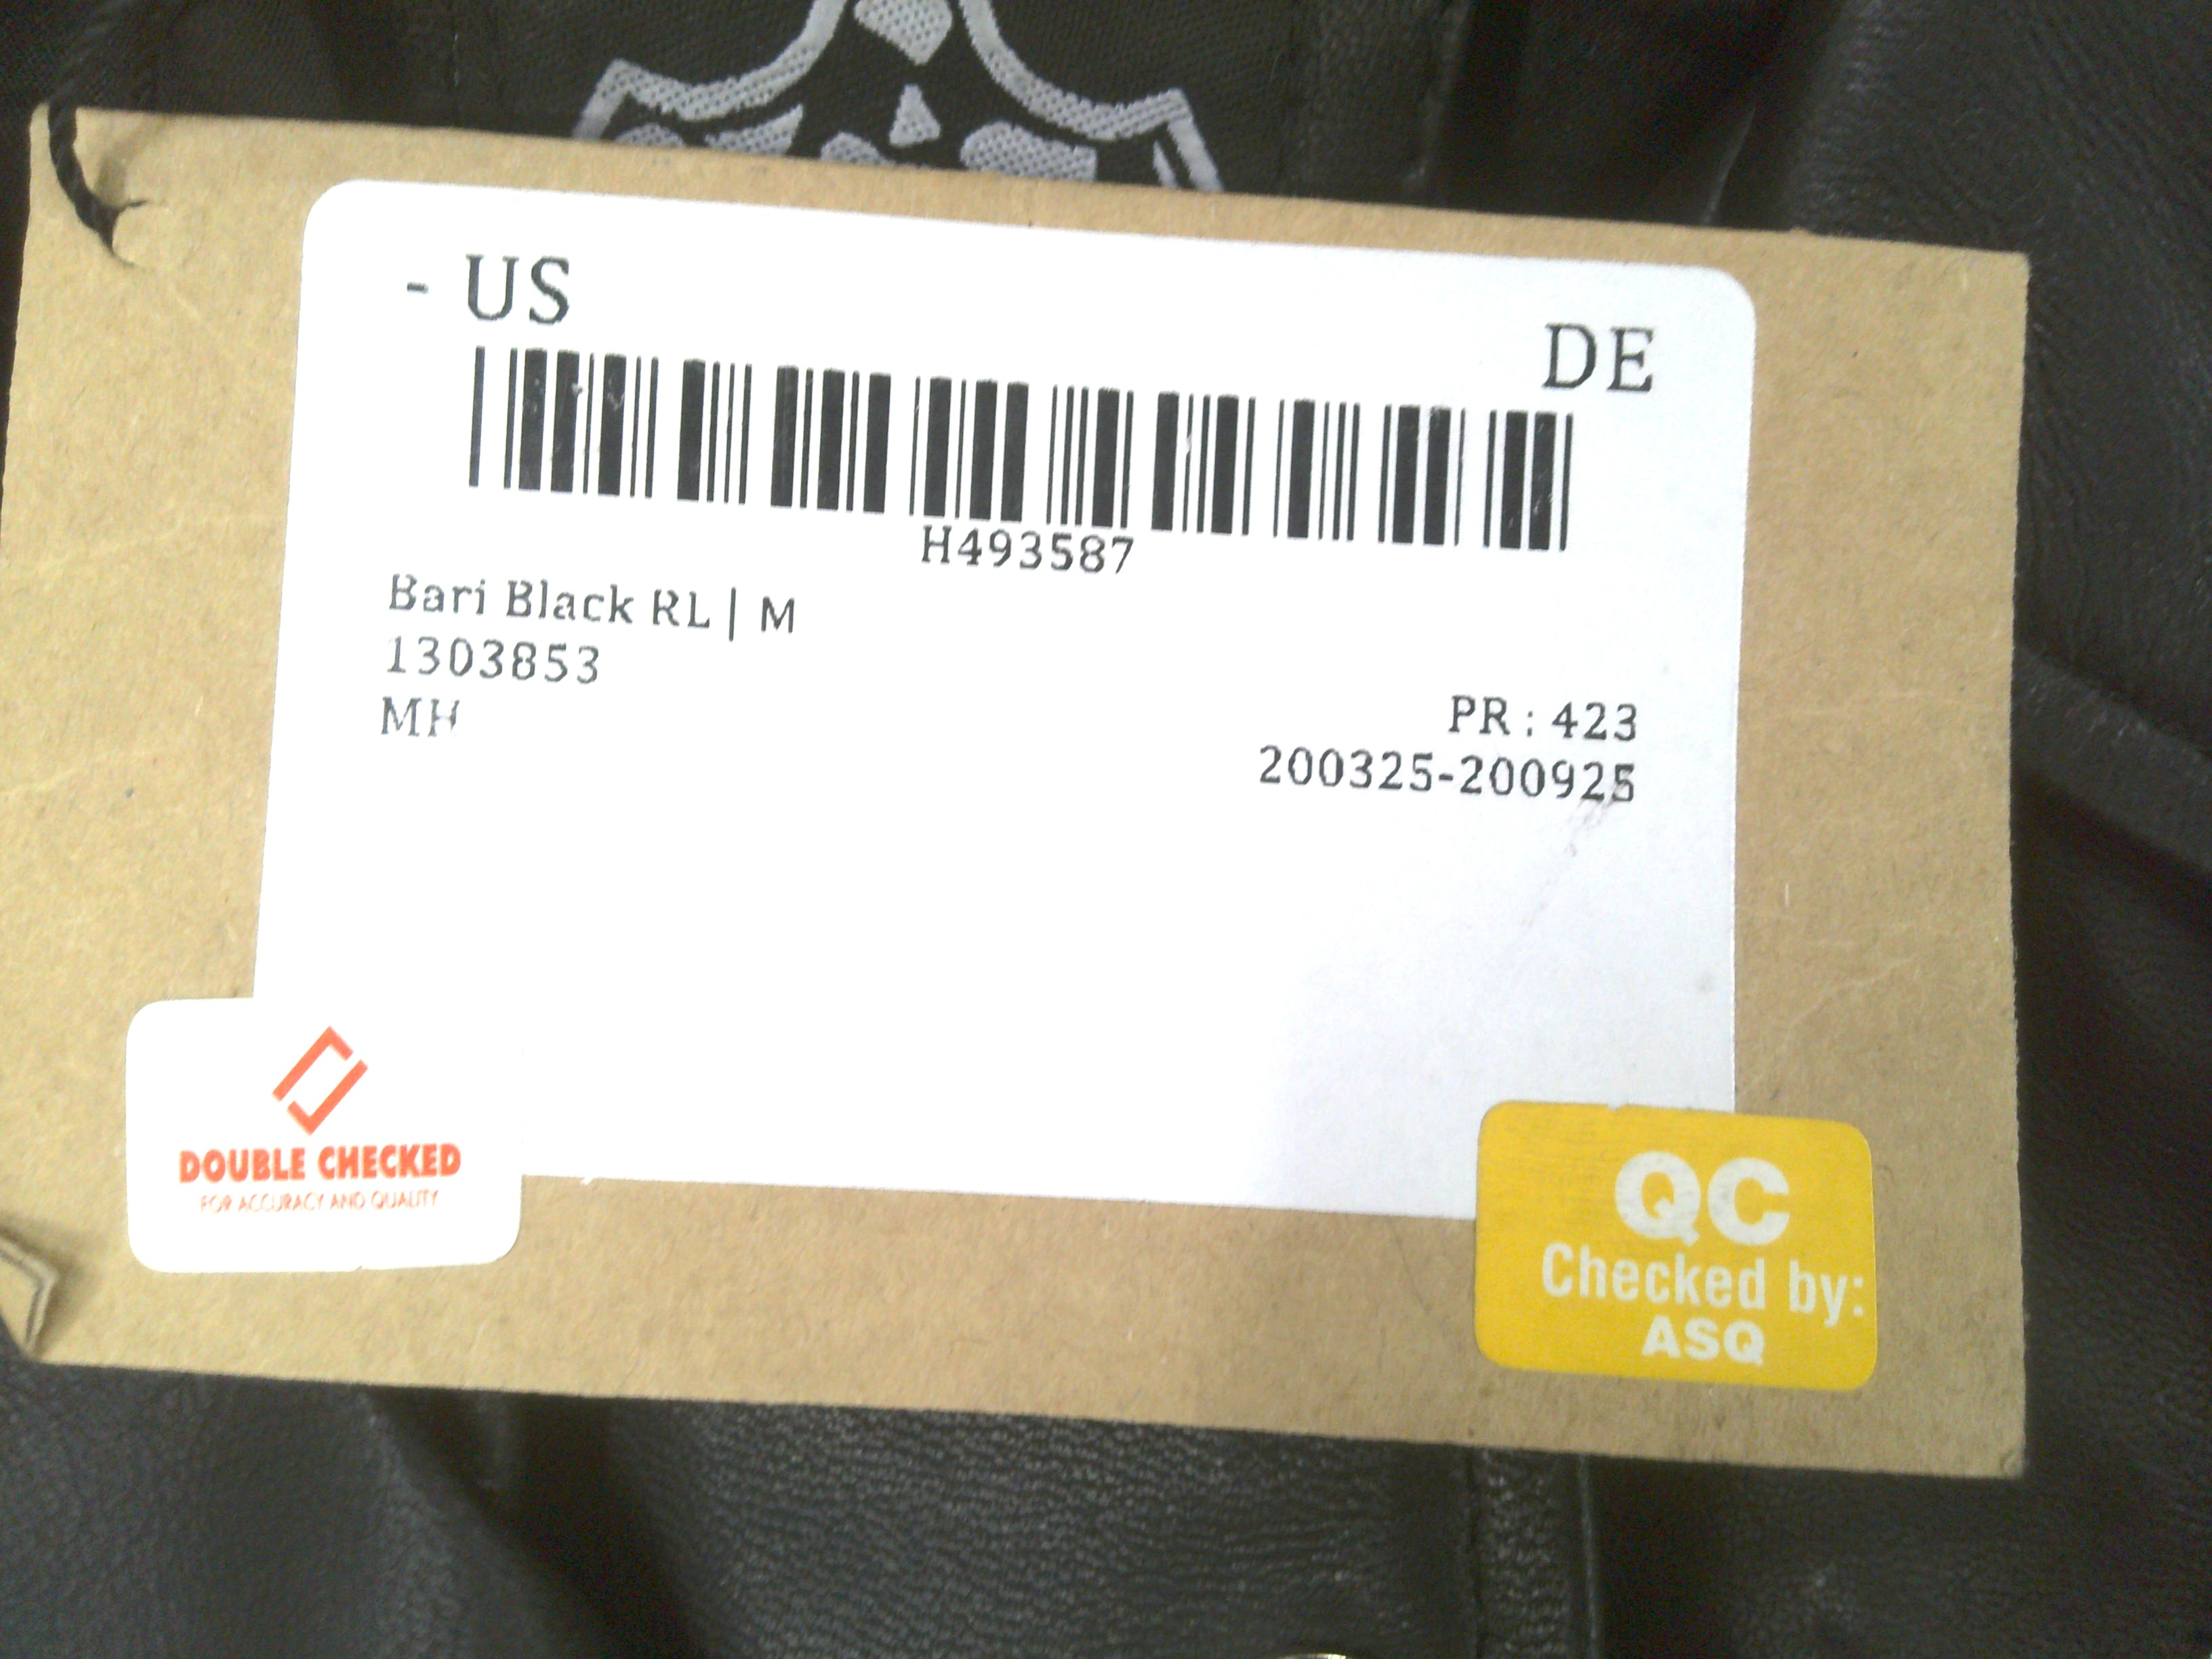 - US
DE
H493587
Bari Black RL | M
1303853
MH
PR : 423
200325-200925
DOUBLE CHECKED
FOR ACCURACY AND QUALITY
QC
Checked by:
ASQ